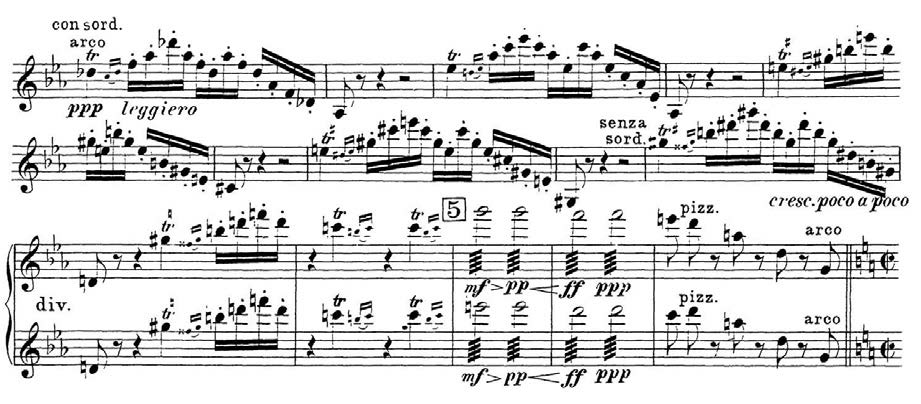 con sord.
arco
tr tr tr
ppp leggiero
tr senza
sord. tr
cresc. poco a poco
tr tr tr 5 pizz. arco
mf > pp < ff ppp
div.
tr tr tr pizz. arco
mf > pp < ff ppp